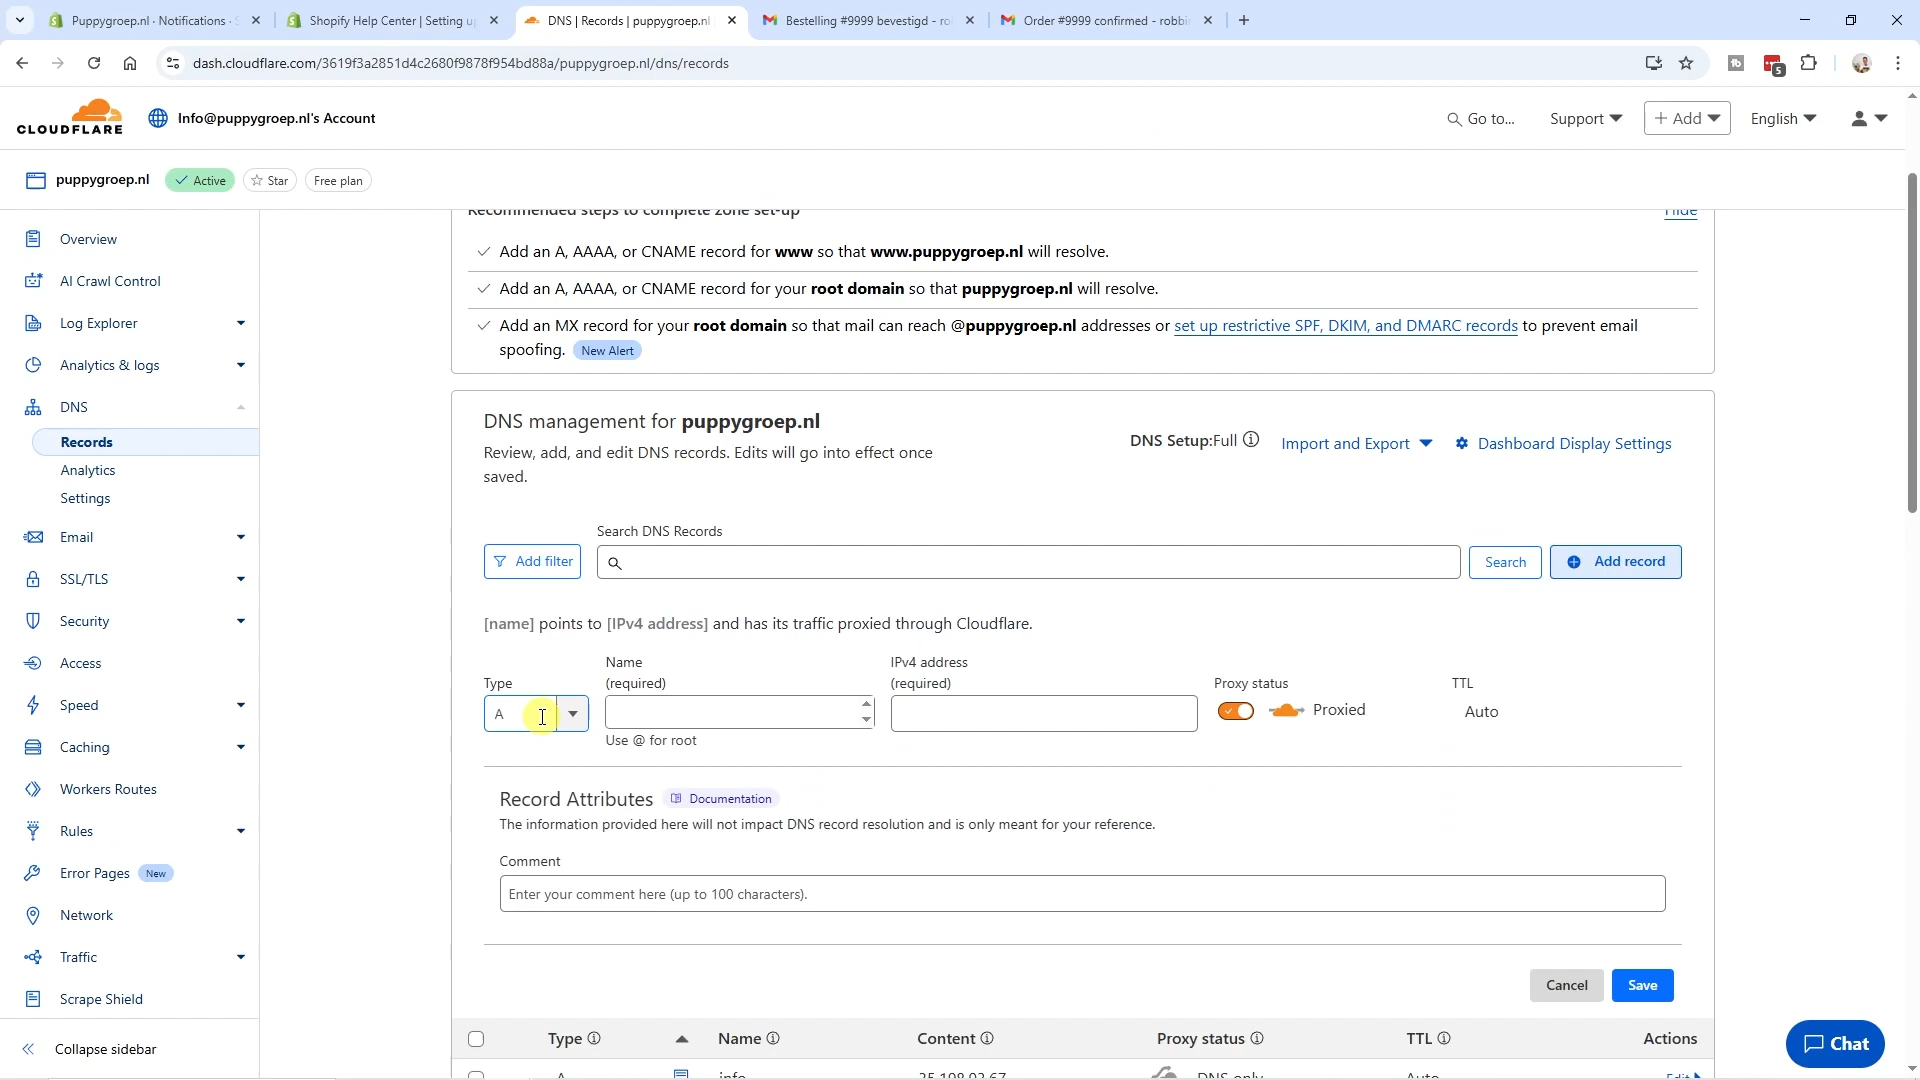 Puppygroep.nl · Notifications · S
Shopify Help Center | Setting up
DNS | Records | puppygroep.nl
Bestelling #9999 bevestigd - ro
Order #9999 confirmed - robbi
dash.cloudflare.com/3619f3a2851d4c2680f9878f954bd88a/puppygroep.nl/dns/records
5
CLOUDFLARE
Info@puppygroep.nl's Account
Go to...
Support
+ Add
English
puppygroep.nl
Active
Star
Free plan
Recommended steps to complete zone set-up
Hide
Add an A, AAAA, or CNAME record for www so that www.puppygroep.nl will resolve.
Add an A, AAAA, or CNAME record for your root domain so that puppygroep.nl will resolve.
Add an MX record for your root domain so that mail can reach @puppygroep.nl addresses or set up restrictive SPF, DKIM, and DMARC records to prevent email
spoofing. New Alert
Overview
AI Crawl Control
Log Explorer
Analytics & logs
DNS
Records
Analytics
Settings
Email
SSL/TLS
Security
Access
Speed
Caching
Workers Routes
Rules
Error Pages New
Network
Traffic
Scrape Shield
Collapse sidebar
DNS management for puppygroep.nl
Review, add, and edit DNS records. Edits will go into effect once
saved.
DNS Setup:Full
Import and Export
Dashboard Display Settings
Search DNS Records
Add filter
Search
Add record
[name] points to [IPv4 address] and has its traffic proxied through Cloudflare.
Type
A
Name
(required)
Use @ for root
IPv4 address
(required)
Proxy status
Proxied
TTL
Auto
Record Attributes Documentation
The information provided here will not impact DNS record resolution and is only meant for your reference.
Comment
Enter your comment here (up to 100 characters).
Cancel
Save
Type Name Content Proxy status TTL Actions
A info DNS only Auto Edit
Chat